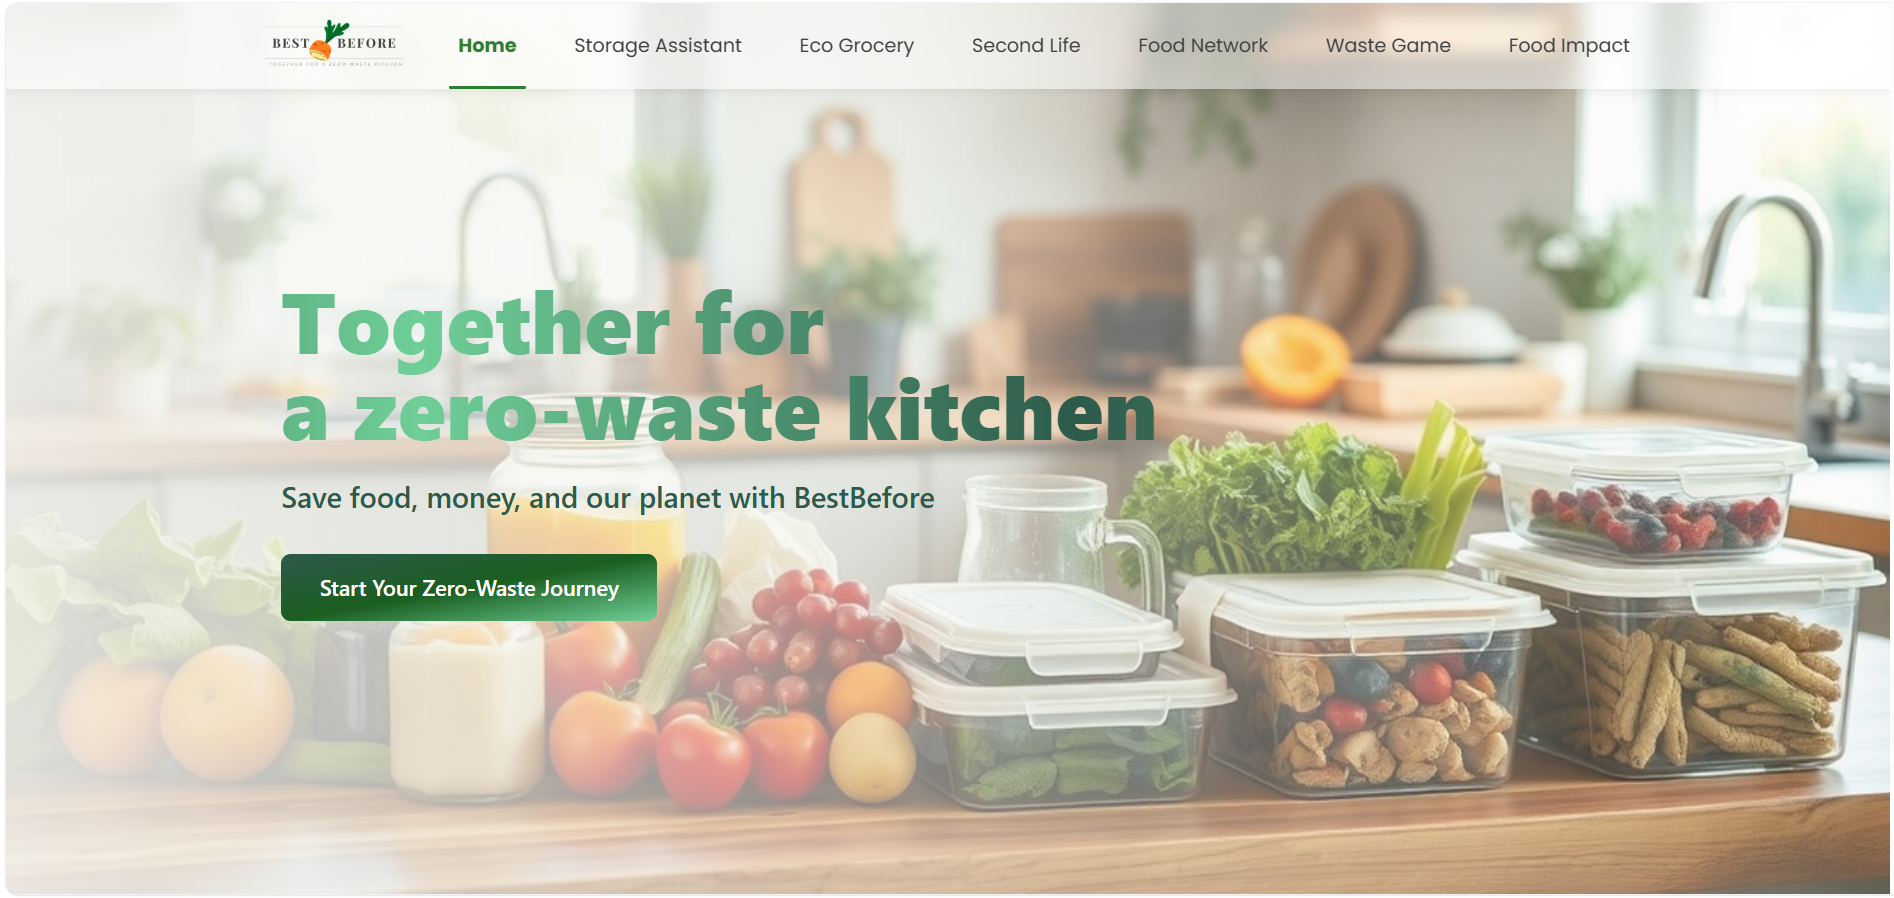 BEST BEFORE
TOGETHER FOR A ZERO-WASTE KITCHEN
Home
Storage Assistant
Eco Grocery
Second Life
Food Network
Waste Game
Food Impact
Together for
a zero-waste kitchen
Save food, money, and our planet with BestBefore
Start Your Zero-Waste Journey